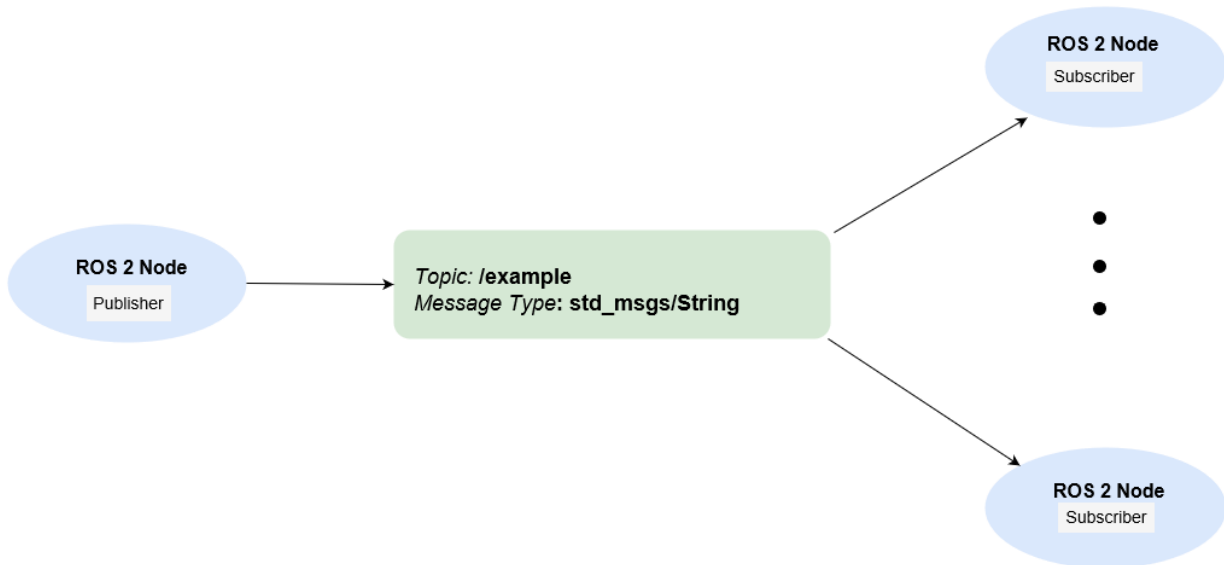 ROS 2 Node
Subscriber
ROS 2 Node
Publisher
Topic: /example
Message Type: std_msgs/String
ROS 2 Node
Subscriber